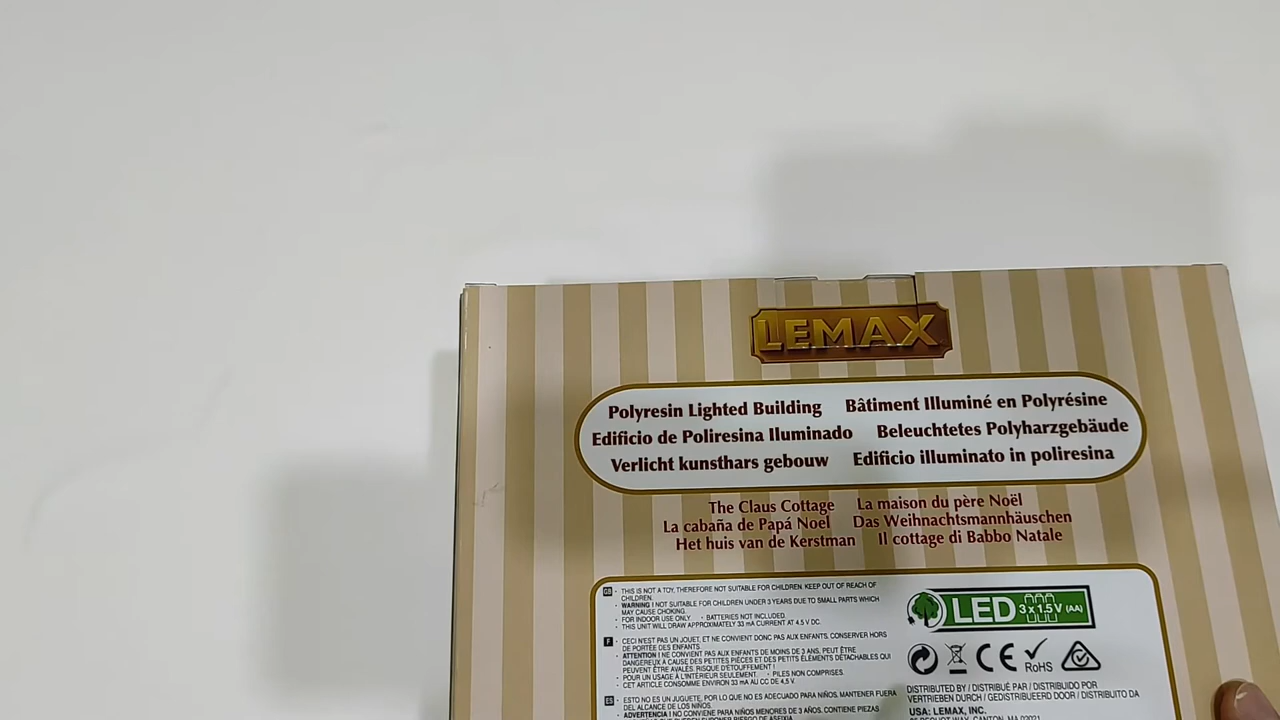 LEMAX
Polyresin Lighted Building Bâtiment Illuminé en Polyrésine
Edificio de Poliresina Iluminado Beleuchtetes Polyharzgebäude
Verlicht kunsthars gebouw Edificio illuminato in poliresina
The Claus Cottage La maison du père Noël
La cabaña de Papá Noel Das Weihnachtsmannhäuschen
Het huis van de Kerstman Il cottage di Babbo Natale
GB • THIS IS NOT A TOY, THEREFORE NOT SUITABLE FOR CHILDREN. KEEP OUT OF REACH OF
CHILDREN.
• WARNING ! NOT SUITABLE FOR CHILDREN UNDER 3 YEARS DUE TO SMALL PARTS WHICH
MAY CAUSE CHOKING.
• FOR INDOOR USE ONLY • BATTERIES NOT INCLUDED.
• THIS UNIT WILL DRAW APPROXIMATELY 33 mA CURRENT AT 4.5 V DC.
F • CECI N'EST PAS UN JOUET, ET NE CONVIENT DONC PAS AUX ENFANTS. CONSERVER HORS
DE PORTÉE DES ENFANTS.
• ATTENTION ! NE CONVIENT PAS AUX ENFANTS DE MOINS DE 3 ANS, PEUT ÊTRE
DANGEREUX À CAUSE DES PETITES PIÈCES ET DES PETITS ÉLÉMENTS DÉTACHABLES QUI
PEUVENT ÊTRE AVALÉS. RISQUE D'ÉTOUFFEMENT !
• POUR UN USAGE À L'INTÉRIEUR SEULEMENT. • PILES NON COMPRISES.
• CET ARTICLE CONSOMME ENVIRON 33 mA AU CC DE 4,5 V.
ES • ESTO NO ES UN JUGUETE, POR LO QUE NO ES ADECUADO PARA NIÑOS. MANTENER FUERA
DEL ALCANCE DE LOS NIÑOS.
• ADVERTENCIA ! NO CONVIENE PARA NIÑOS MENORES DE 3 AÑOS. CONTIENE PIEZAS
LED 3 x 1.5 V (AA)
CE RoHS
DISTRIBUTED BY / DISTRIBUÉ PAR / DISTRIBUIDO POR
VERTRIEBEN DURCH / GEDISTRIBUEERD DOOR / DISTRIBUITO DA
USA: LEMAX, INC.